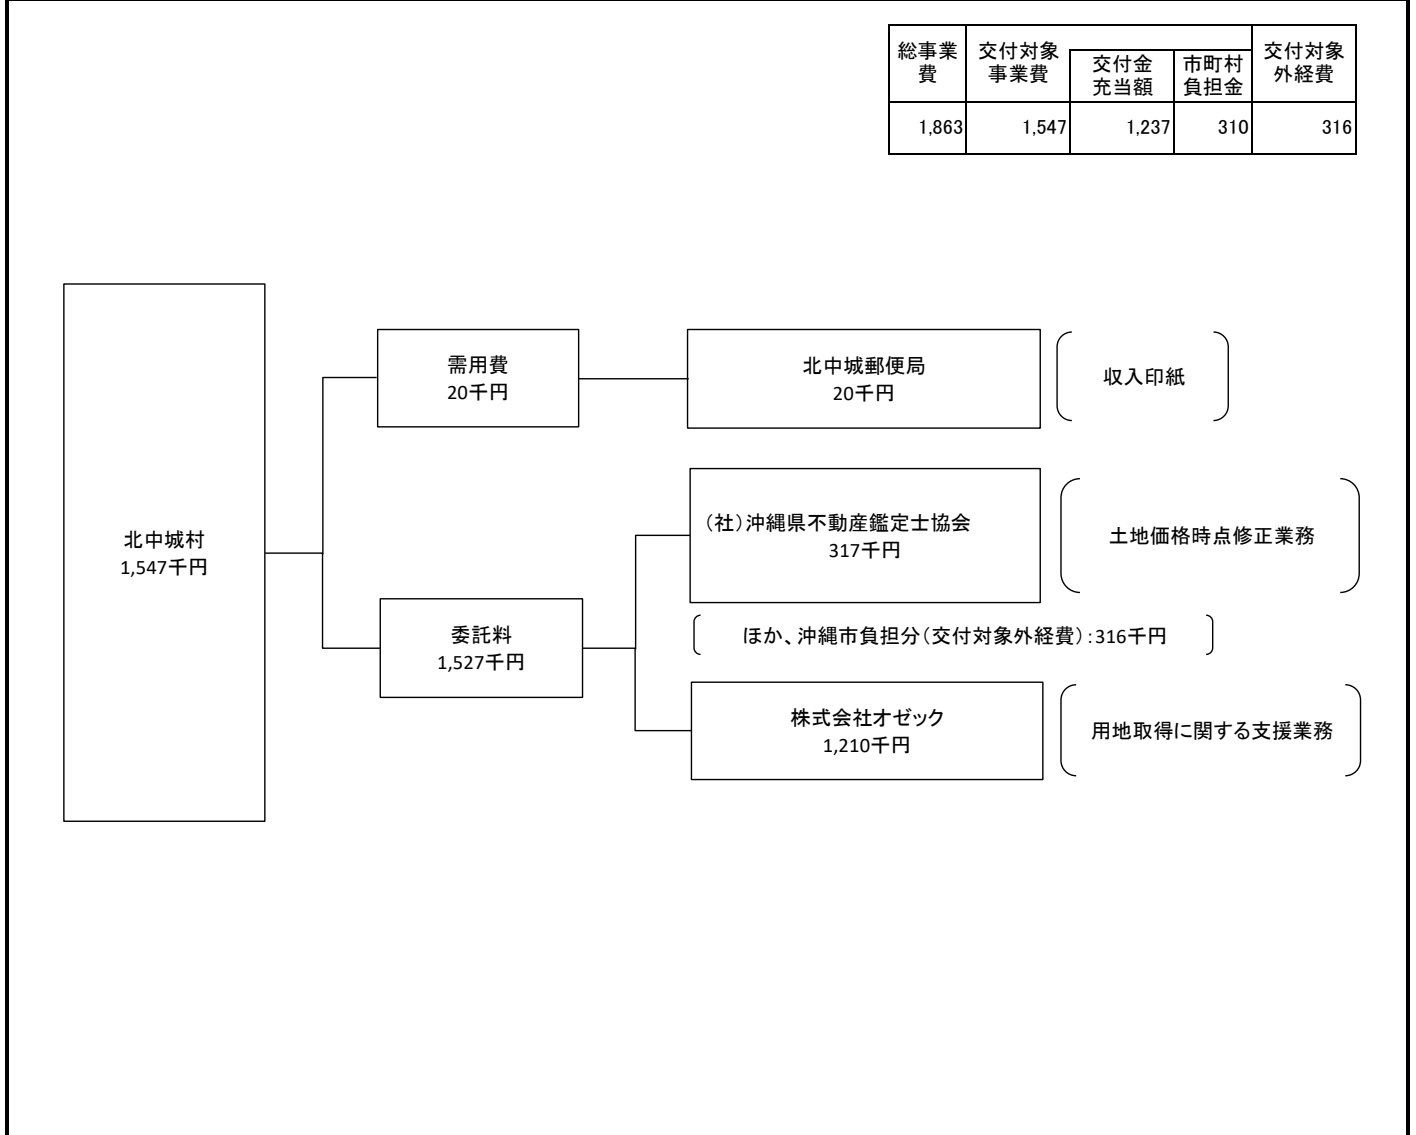 総事業
費
交付対象
事業費
交付金
充当額
市町村
負担金
交付対象
外経費
1,863
1,547
1,237
310
316
北中城村
1,547千円
需用費
20千円
北中城郵便局
20千円
収入印紙
委託料
1,527千円
（社）沖縄県不動産鑑定士協会
317千円
土地価格時点修正業務
ほか、沖縄市負担分（交付対象外経費）：316千円
株式会社オゼック
1,210千円
用地取得に関する支援業務